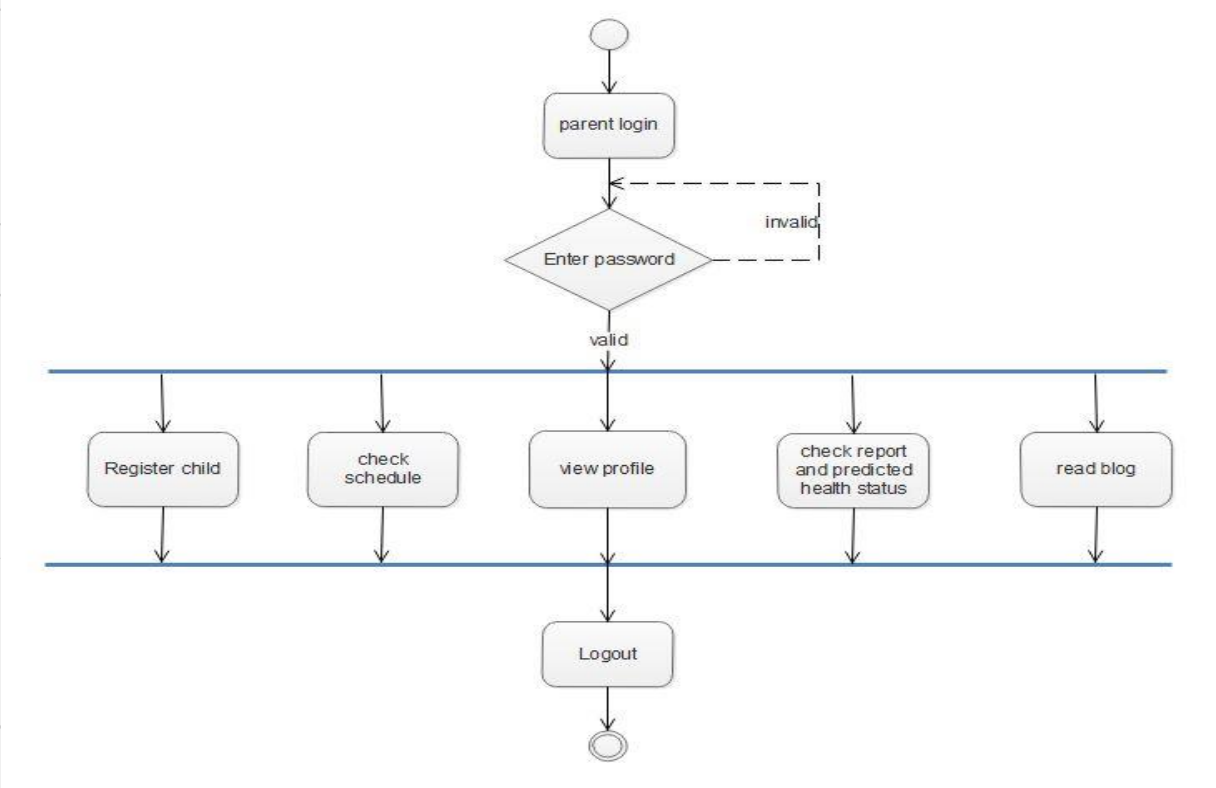 parent login
invalid
Enter password
valid
Register child
check
schedule
view profile
check report
and predicted
health status
read blog
Logout